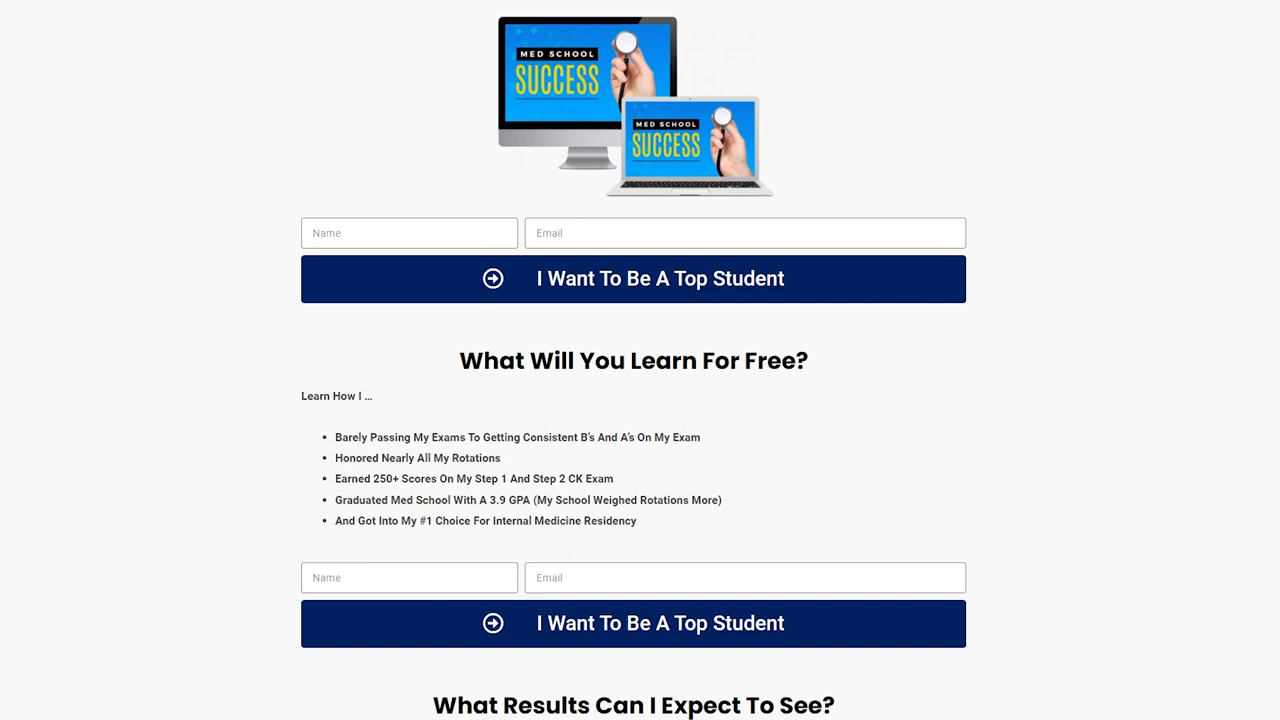 MED SCHOOL
SUCCESS
MED SCHOOL
SUCCESS
Name
Email
I Want To Be A Top Student
What Will You Learn For Free?
Learn How I ...
• Barely Passing My Exams To Getting Consistent B's And A's On My Exam
• Honored Nearly All My Rotations
• Earned 250+ Scores On My Step 1 And Step 2 CK Exam
• Graduated Med School With A 3.9 GPA (My School Weighed Rotations More)
• And Got Into My #1 Choice For Internal Medicine Residency
Name
Email
I Want To Be A Top Student
What Results Can I Expect To See?